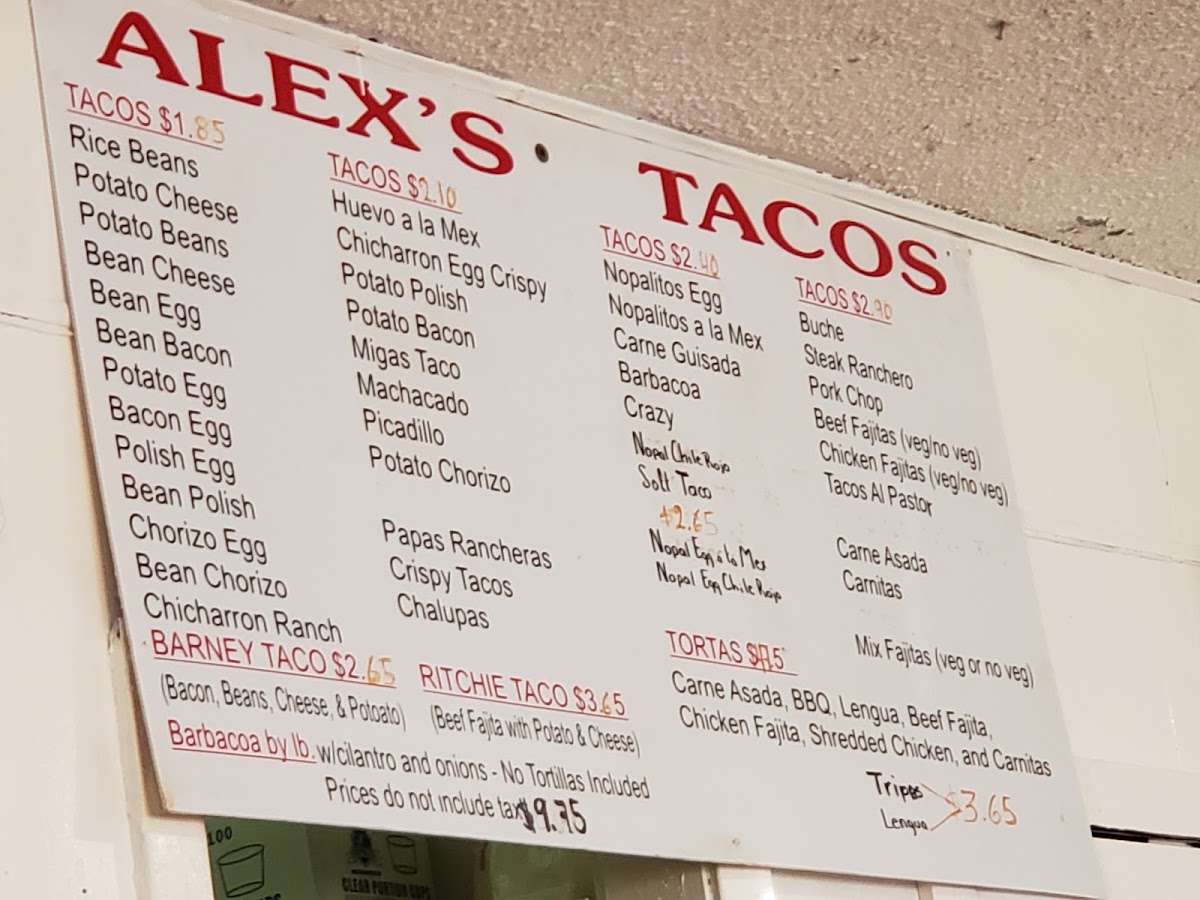 ALEX'S TACOS
TACOS $1.85
Rice Beans
Potato Cheese
Potato Beans
Bean Cheese
Bean Egg
Bean Bacon
Potato Egg
Bacon Egg
Polish Egg
Bean Polish
Chorizo Egg
Bean Chorizo
Chicharron Ranch
TACOS $2.10
Huevo a la Mex
Chicharron Egg Crispy
Potato Polish
Potato Bacon
Migas Taco
Machacado
Picadillo
Potato Chorizo
Papas Rancheras
Crispy Tacos
Chalupas
TACOS $2.40
Nopalitos Egg
Nopalitos a la Mex
Carne Guisada
Barbacoa
Crazy
Nopal Chile Rojo
Soft Taco
2.65
Nopal Egg a la Mex
Nopal Egg Chile Rojo
TACOS $2.90
Buche
Steak Ranchero
Pork Chop
Beef Fajitas (veg/no veg)
Chicken Fajitas (veg/no veg)
Tacos Al Pastor
Carne Asada
Carnitas
Mix Fajitas (veg or no veg)
BARNEY TACO $2.65
(Bacon, Beans, Cheese, & Potoato)
RITCHIE TACO $3.65
(Beef Fajita with Potato & Cheese)
Barbacoa by lb. w/cilantro and onions - No Tortillas Included
Prices do not include tax $9.75
TORTAS
Carne Asada, BBQ, Lengua, Beef Fajita,
Chicken Fajita, Shredded Chicken, and Carnitas
Tripas
Lengua
$3.65
100
CLEAR PORTION CUPS